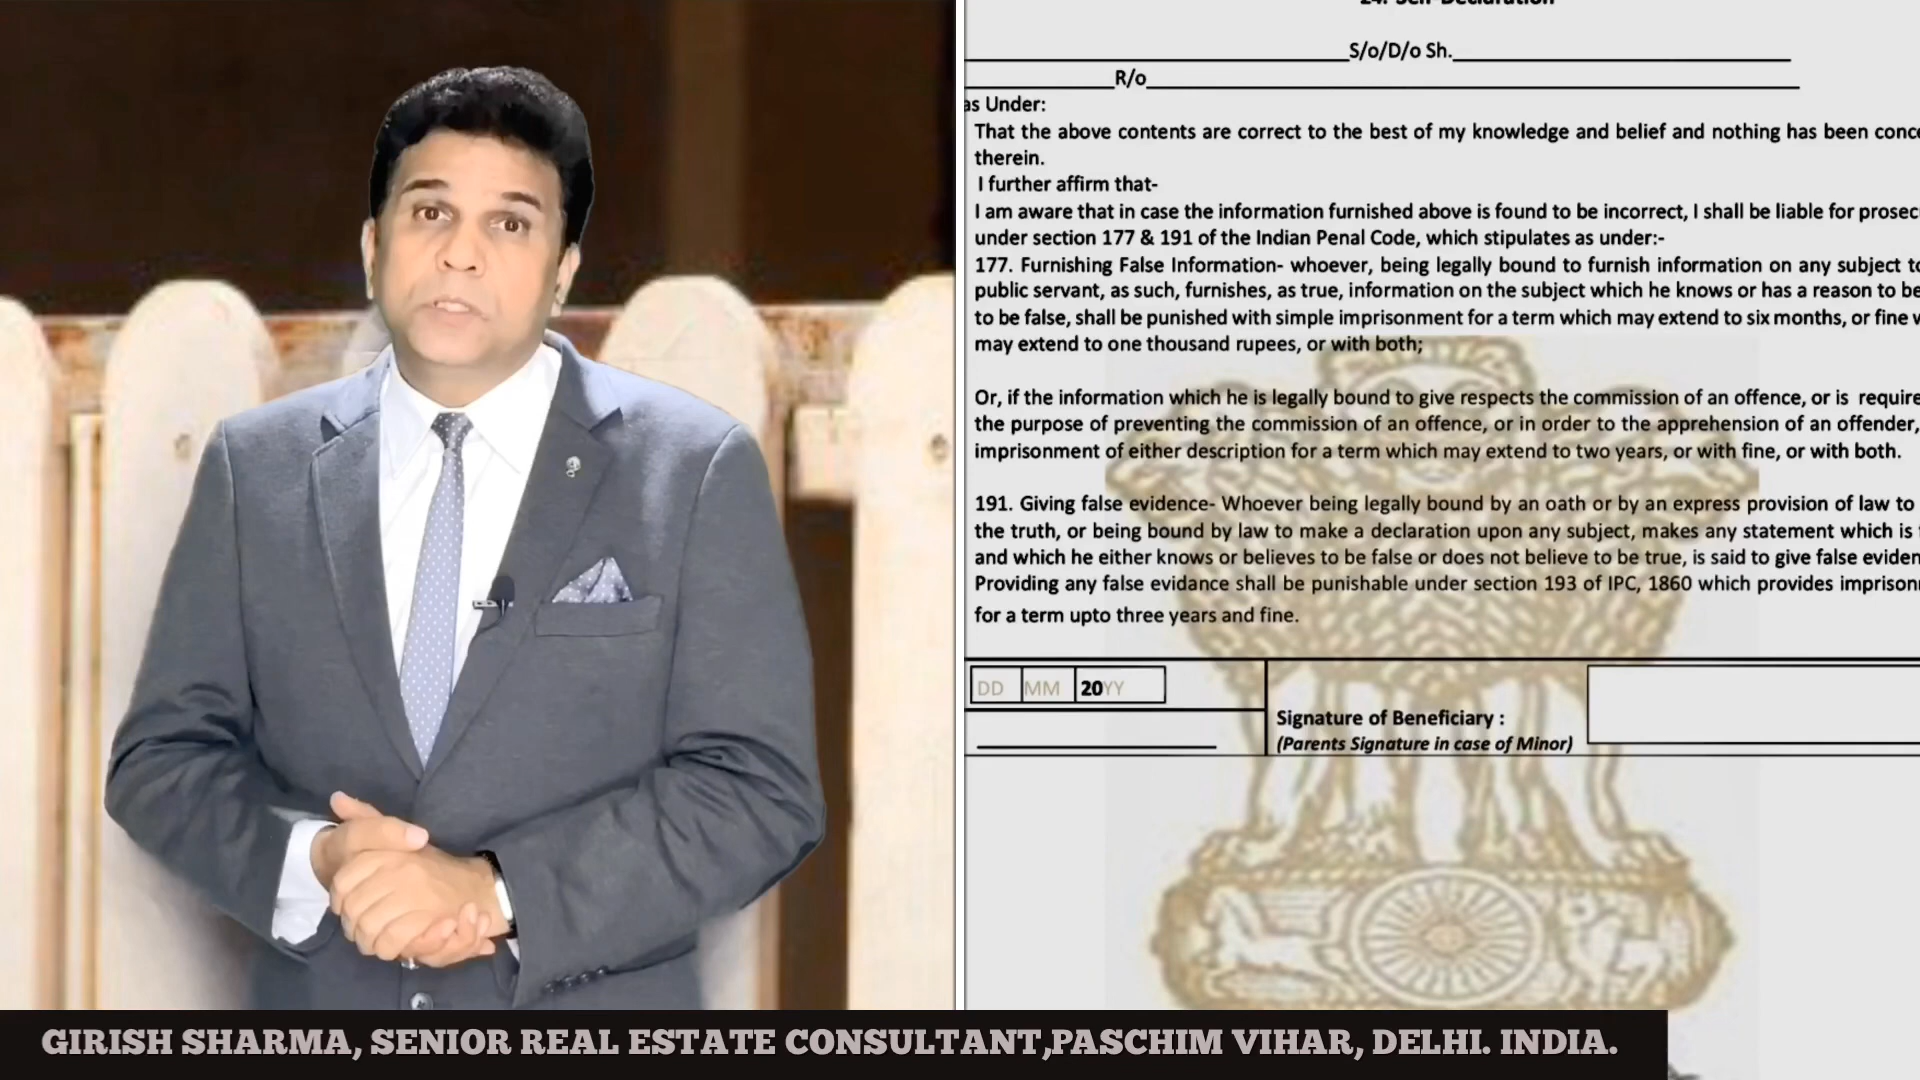 24. Self-Declaration
S/o/D/o Sh.
R/o
as Under:
That the above contents are correct to the best of my knowledge and belief and nothing has been
therein.
I further affirm that-
I am aware that in case the information furnished above is found to be incorrect, I shall be liable for
under section 177 & 191 of the Indian Penal Code, which stipulates as under:-
177. Furnishing False Information- whoever, being legally bound to furnish information on any subject
public servant, as such, furnishes, as true, information on the subject which he knows or has a reason to
to be false, shall be punished with simple imprisonment for a term which may extend to six months, or fine
may extend to one thousand rupees, or with both;
Or, if the information which he is legally bound to give respects the commission of an offence, or is
the purpose of preventing the commission of an offence, or in order to the apprehension of an offender,
imprisonment of either description for a term which may extend to two years, or with fine, or with both.
191. Giving false evidence- Whoever being legally bound by an oath or by an express provision of law to
the truth, or being bound by law to make a declaration upon any subject, makes any statement which is
and which he either knows or believes to be false or does not believe to be true, is said to give false
Providing any false evidance shall be punishable under section 193 of IPC, 1860 which provides
for a term upto three years and fine.
DD MM 20YY
Signature of Beneficiary :
(Parents Signature in case of Minor)
GIRISH SHARMA, SENIOR REAL ESTATE CONSULTANT,PASCHIM VIHAR, DELHI. INDIA.